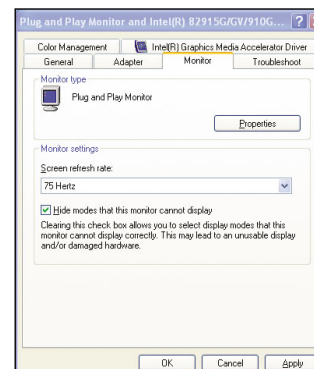 Plug and Play Monitor and Intel(R) 82915G/GV/910G...
Color Management
Intel(R) Graphics Media Accelerator Driver
General
Adapter
Monitor
Troubleshoot
Monitor type
Plug and Play Monitor
Properties
Monitor settings
Screen refresh rate:
75 Hertz
Hide modes that this monitor cannot display
Clearing this check box allows you to select display modes that this
monitor cannot display correctly. This may lead to an unusable display
and/or damaged hardware.
OK
Cancel
Apply